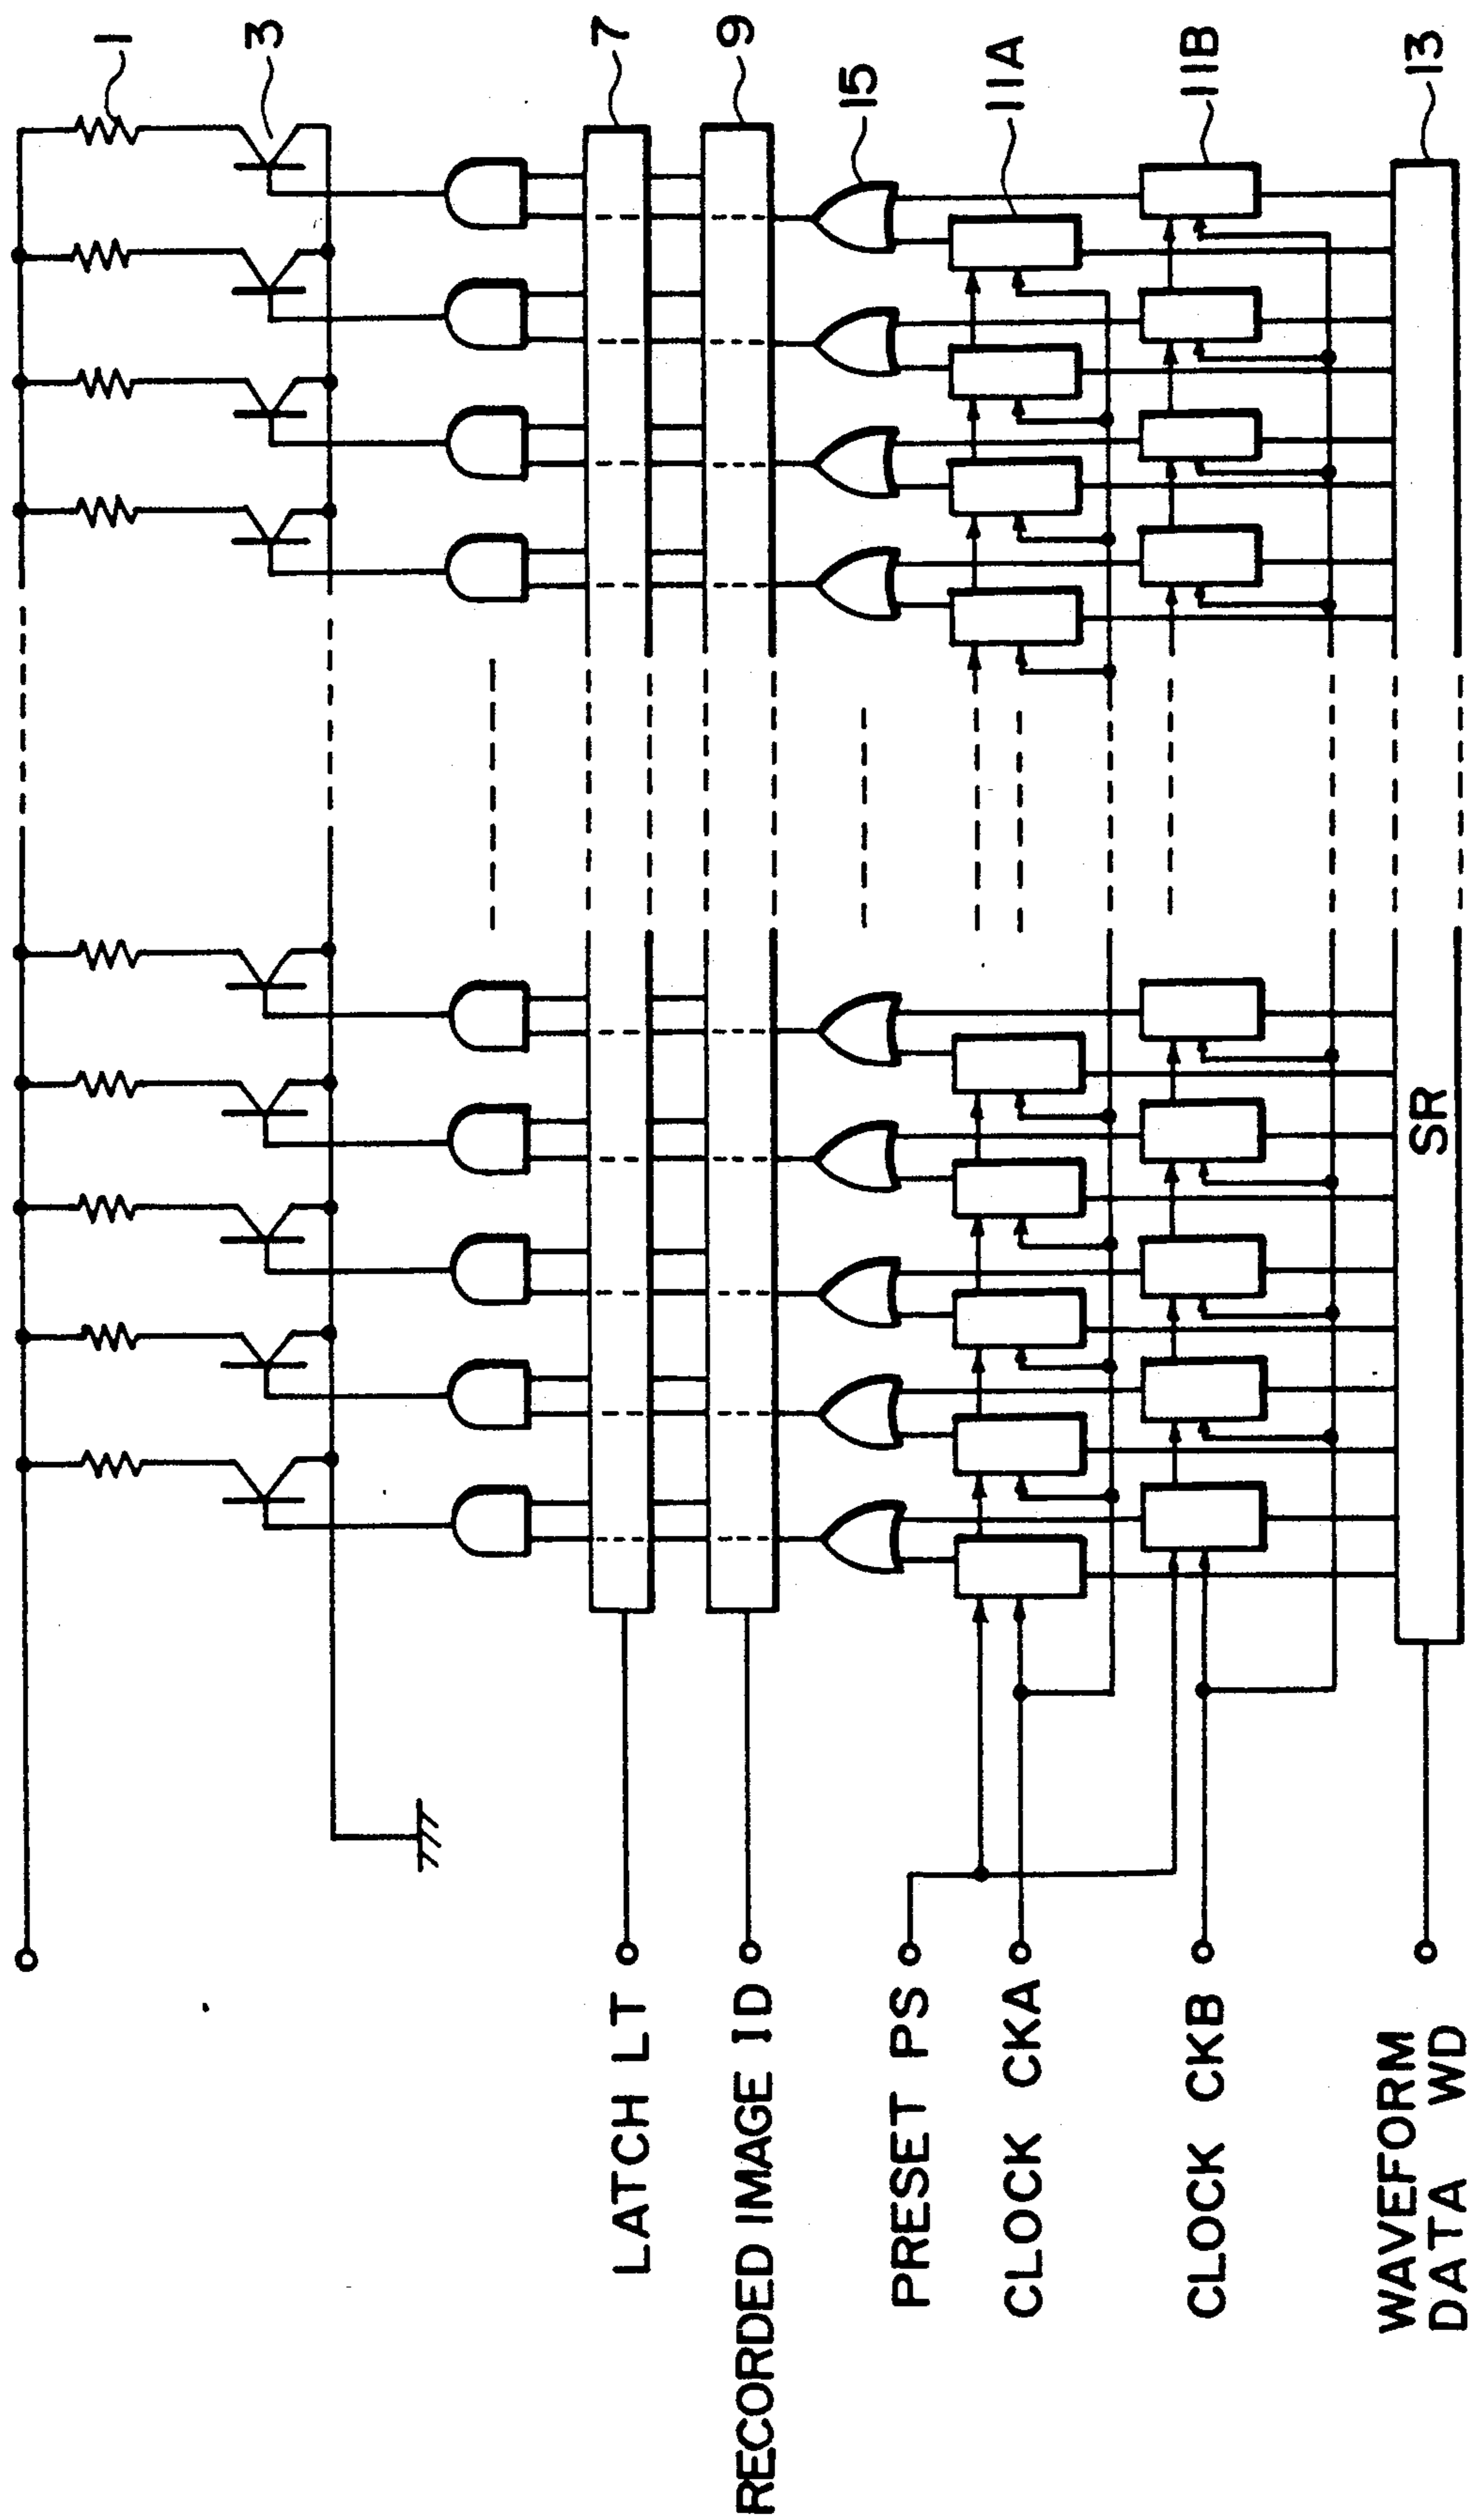 1
3
7
9
15
11A
11B
13
SR
LATCH LT
RECORDED IMAGE ID
PRESET PS
CLOCK CKA
CLOCK CKB
WAVEFORM
DATA WD